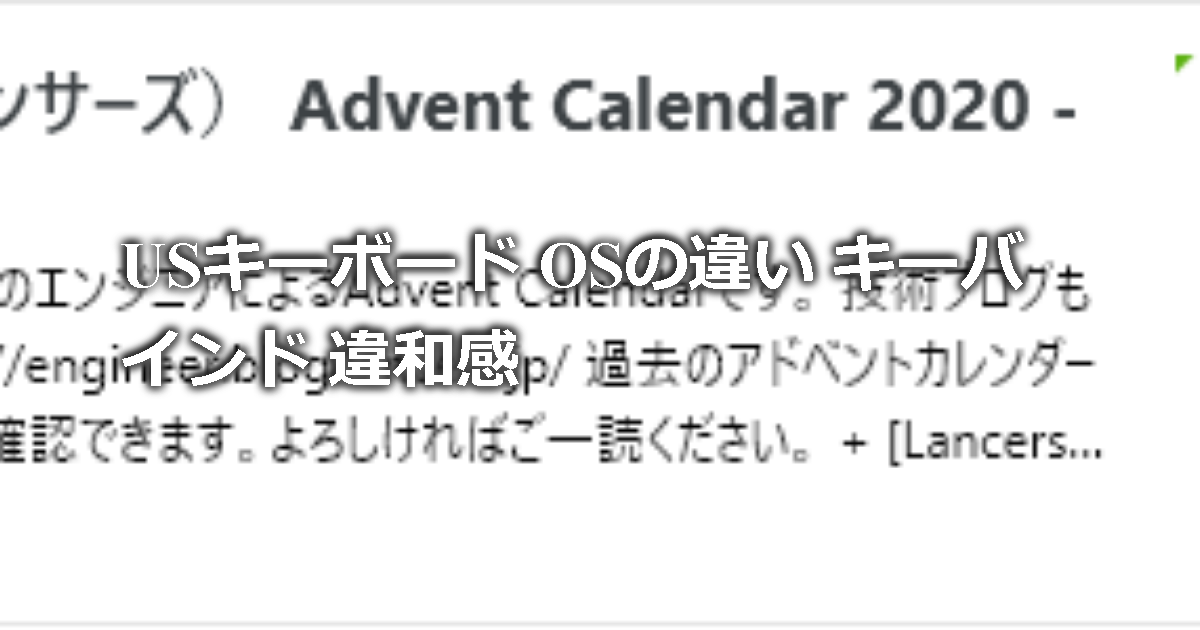 ンサーズ） Advent Calendar 2020 -
USキーボード OSの違い キーバ
のエンジニアによるAdvent Calendarです。技術ブログも
インド 違和感
//engineer.blog p/ 過去のアドベントカレンダー
確認できます。よろしければご一読ください。 + [Lancers...